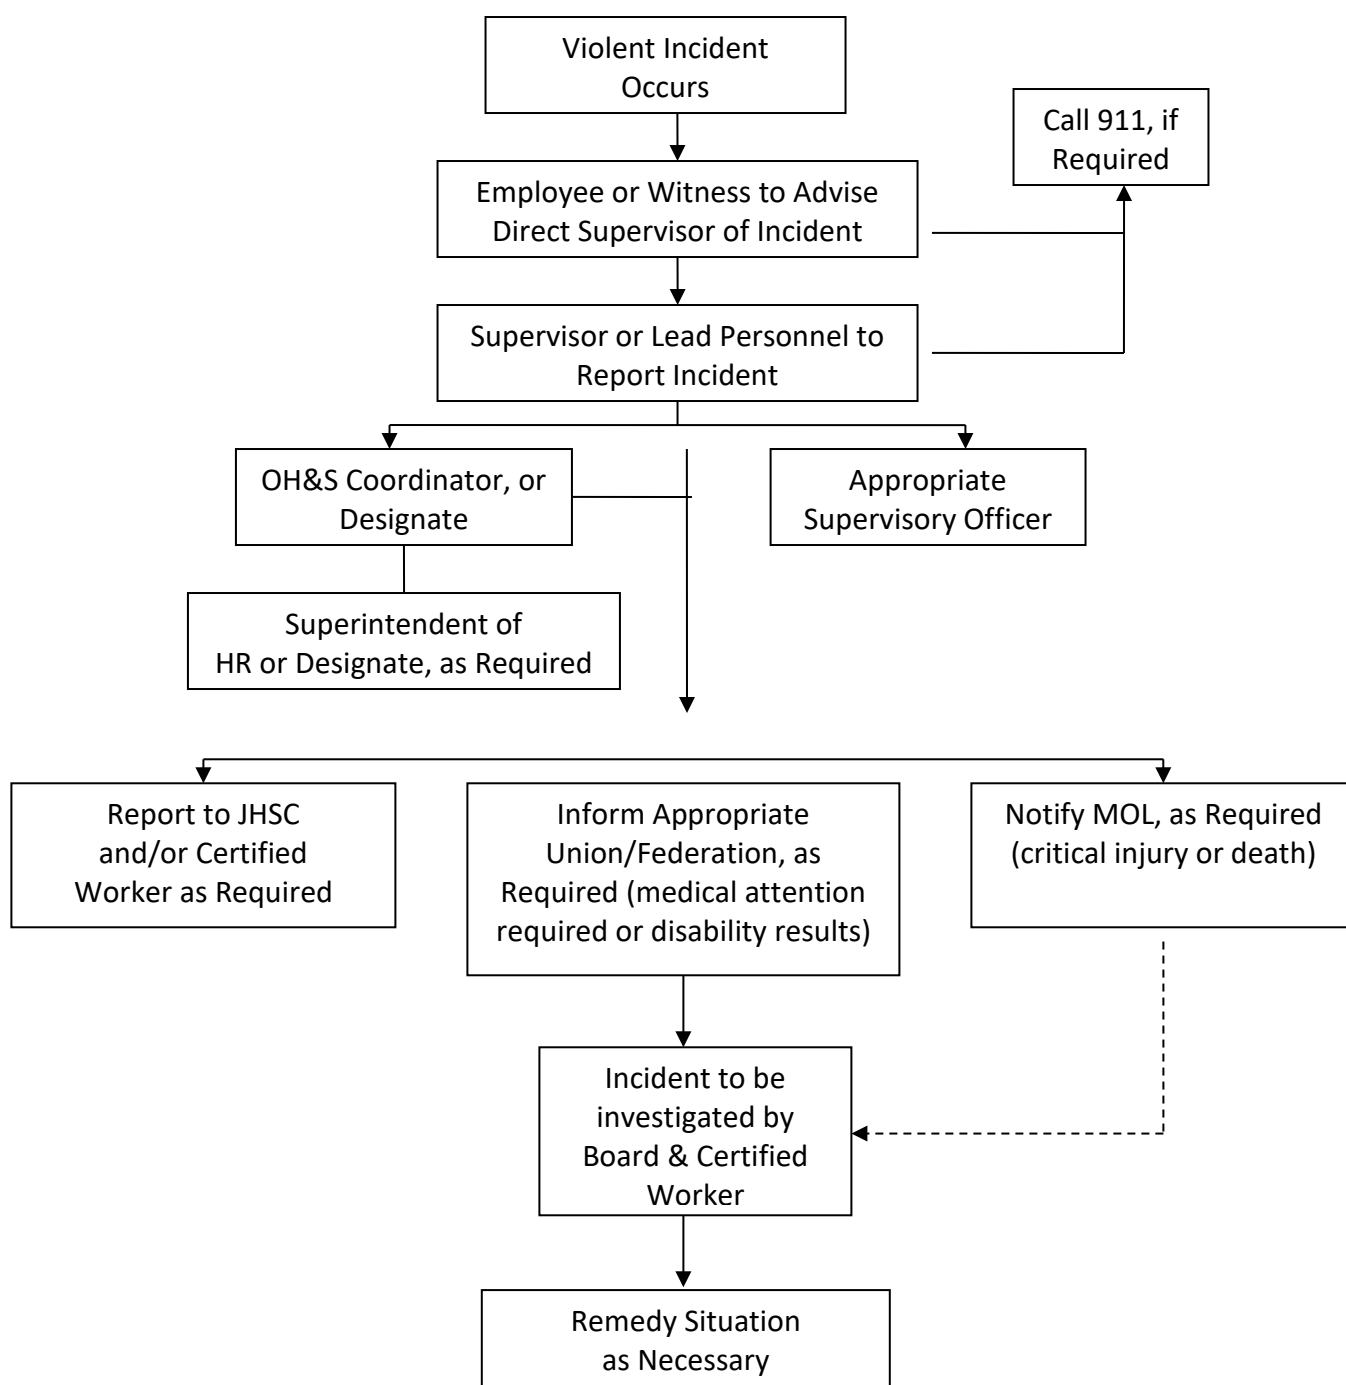 Violent Incident
Occurs
Call 911, if
Required
Employee or Witness to Advise
Direct Supervisor of Incident
Supervisor or Lead Personnel to
Report Incident
OH&S Coordinator, or
Designate
Appropriate
Supervisory Officer
Superintendent of
HR or Designate, as Required
Report to JHSC
and/or Certified
Worker as Required
Inform Appropriate
Union/Federation, as
Required (medical attention
required or disability results)
Notify MOL, as Required
(critical injury or death)
Incident to be
investigated by
Board & Certified
Worker
Remedy Situation
as Necessary